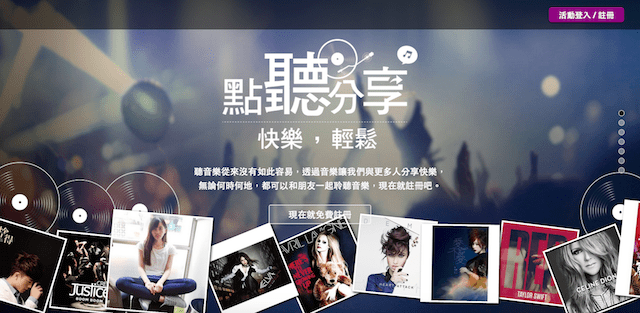 活動登入 / 註冊
點聽分享
快樂，輕鬆
聽音樂從來沒有如此容易，透過音樂讓我們與更多人分享快樂，
無論何時何地，都可以和朋友一起聆聽音樂，現在就註冊吧。
現在就免費註冊
Justice
AVRIL LAVIGNE
HEART ATTACK
RED
TAYLOR SWIFT
CELINE DION